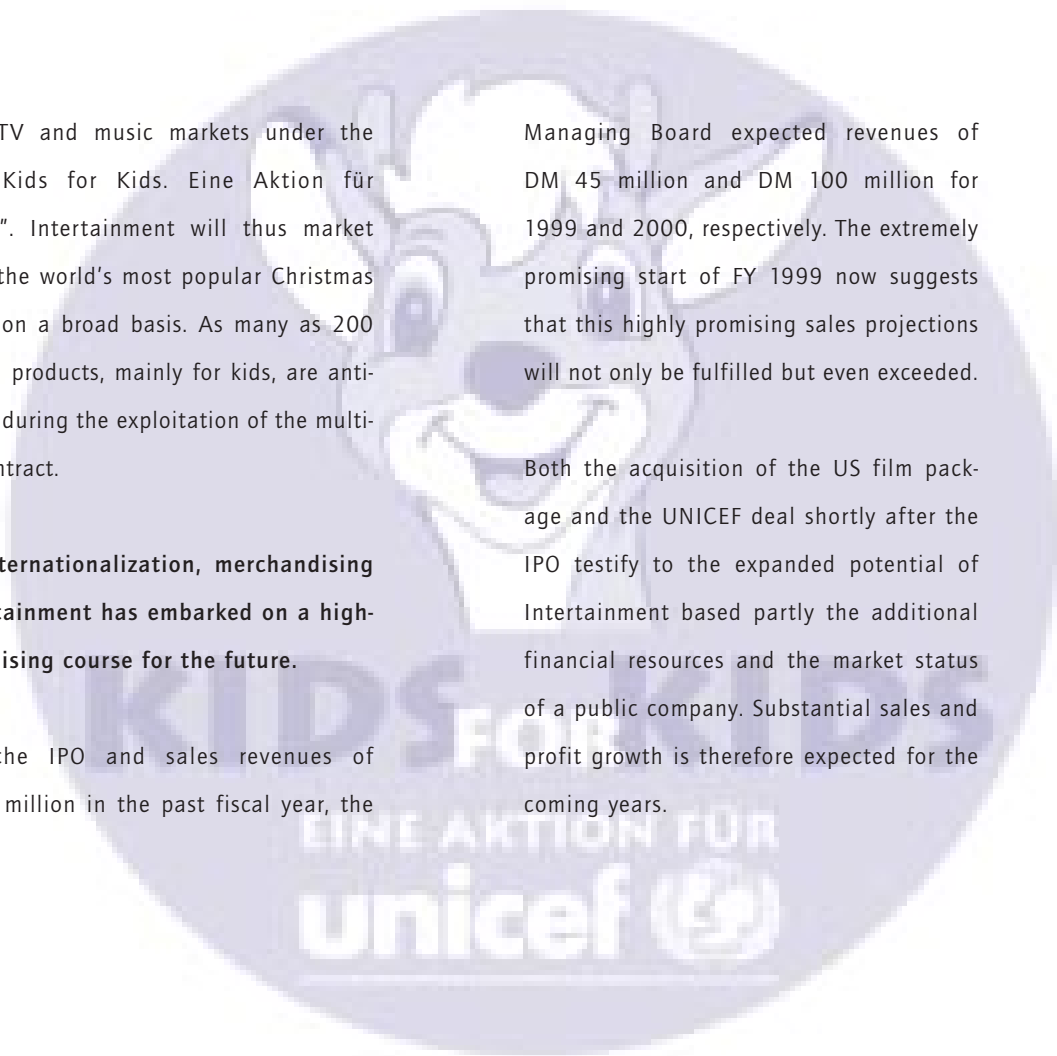 TV and music markets under the
Kids for Kids. Eine Aktion für
". Intertainment will thus market
the world's most popular Christmas
on a broad basis. As many as 200
products, mainly for kids, are anti-
during the exploitation of the multi-
ntract.
ternationalization, merchandising
tainment has embarked on a high-
ising course for the future.
the IPO and sales revenues of
million in the past fiscal year, the
Managing Board expected revenues of
DM 45 million and DM 100 million for
1999 and 2000, respectively. The extremely
promising start of FY 1999 now suggests
that this highly promising sales projections
will not only be fulfilled but even exceeded.
Both the acquisition of the US film pack-
age and the UNICEF deal shortly after the
IPO testify to the expanded potential of
Intertainment based partly the additional
financial resources and the market status
of a public company. Substantial sales and
profit growth is therefore expected for the
coming years.
KIDS FOR KIDS
EINE AKTION FÜR
unicef